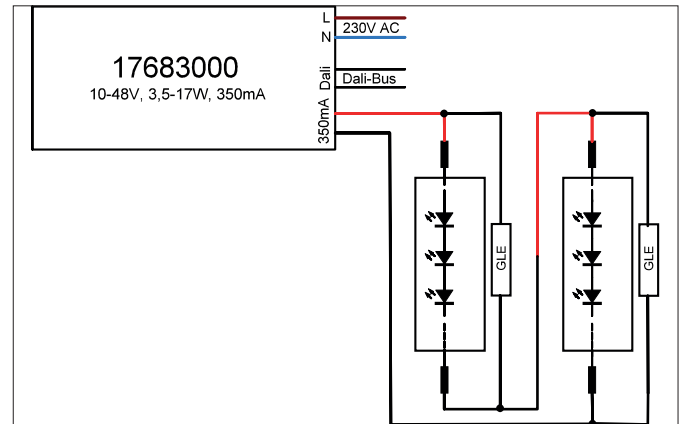 L
230V AC
N
17683000
10-48V, 3,5-17W, 350mA
Dali
Dali-Bus
350mA
GLE
GLE